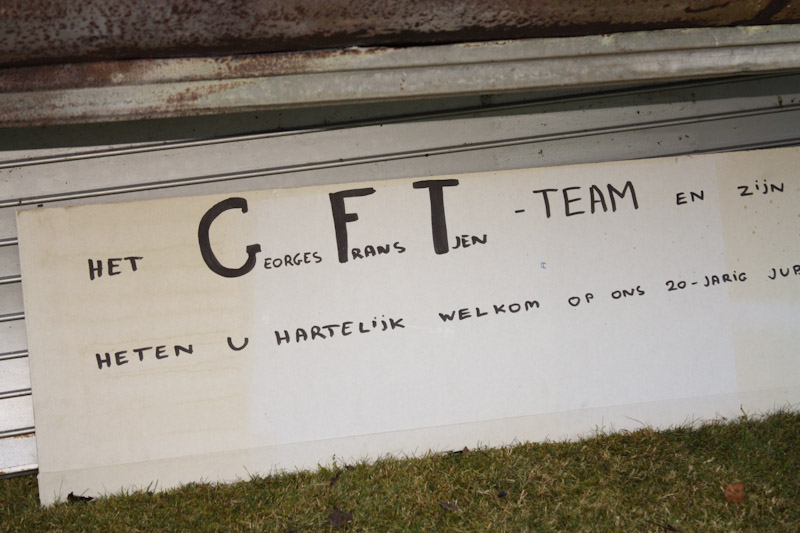 HET GEORGES FRANS TJEN -TEAM EN ZIJN
HETEN U HARTELIJK WELKOM OP ONS 20-JARIG